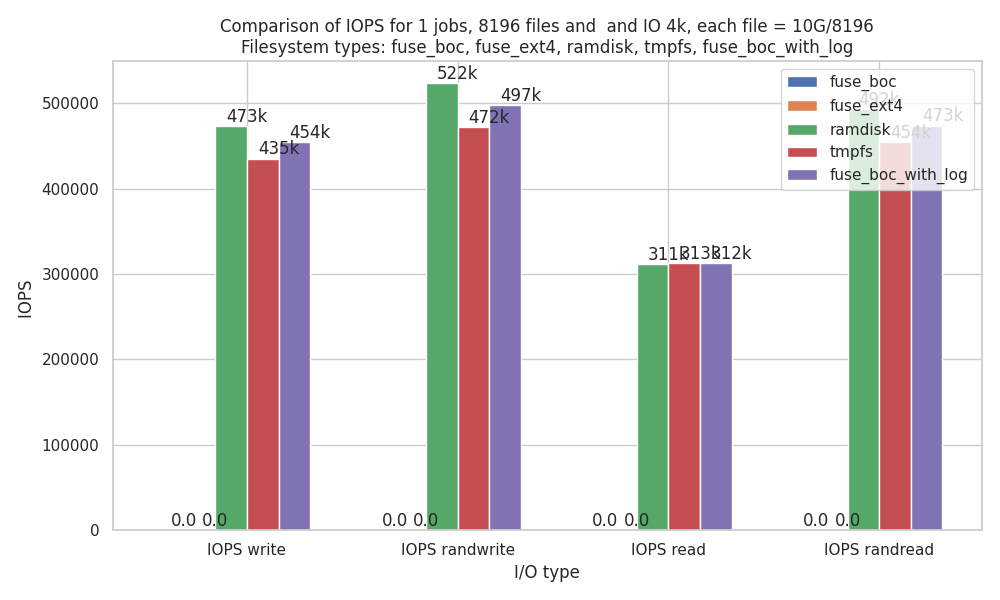 Comparison of IOPS for 1 jobs, 8196 files and  and IO 4k, each file = 10G/8196
Filesystem types: fuse_boc, fuse_ext4, ramdisk, tmpfs, fuse_boc_with_log
fuse_boc
fuse_ext4
ramdisk
tmpfs
fuse_boc_with_log
IOPS
500000
400000
300000
200000
100000
0
0.0 0.0 473k 435k 454k
0.0 0.0 522k 472k 497k
0.0 0.0 311k 313k 312k
0.0 0.0 492k 454k 473k
IOPS write IOPS randwrite IOPS read IOPS randread
I/O type